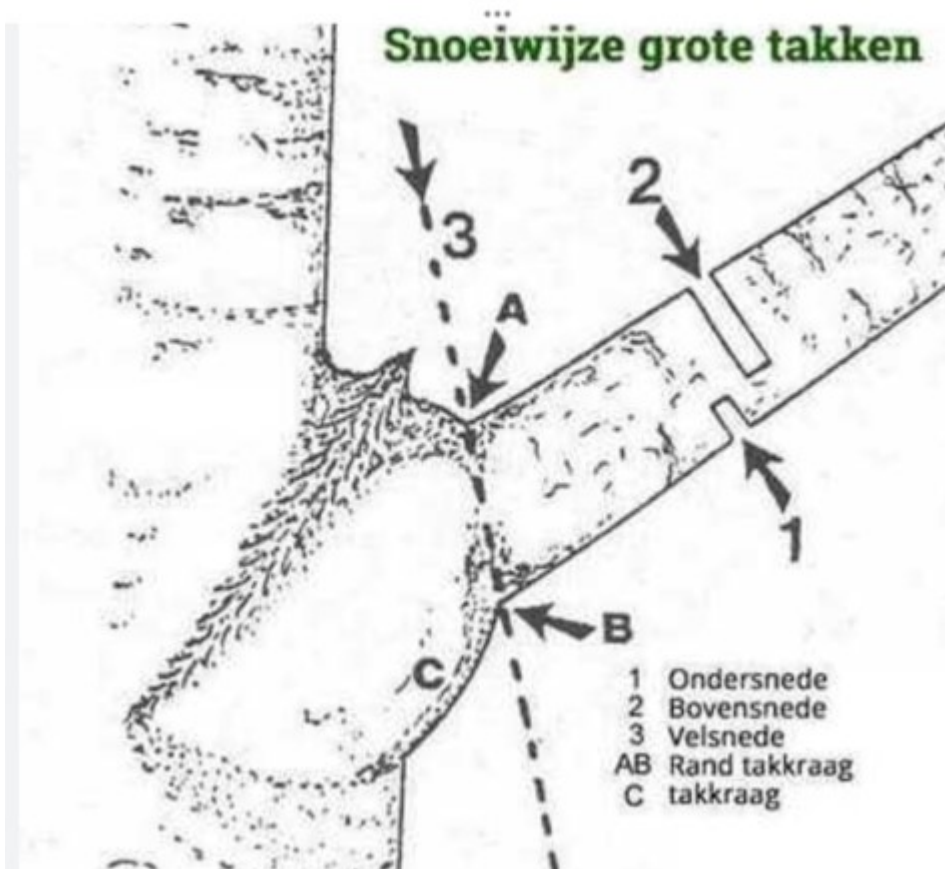 Snoeiwijze grote takken
2
3
A
1
B
C
1 Ondersnede
2 Bovensnede
3 Velsnede
AB Rand takkraag
C takkraag